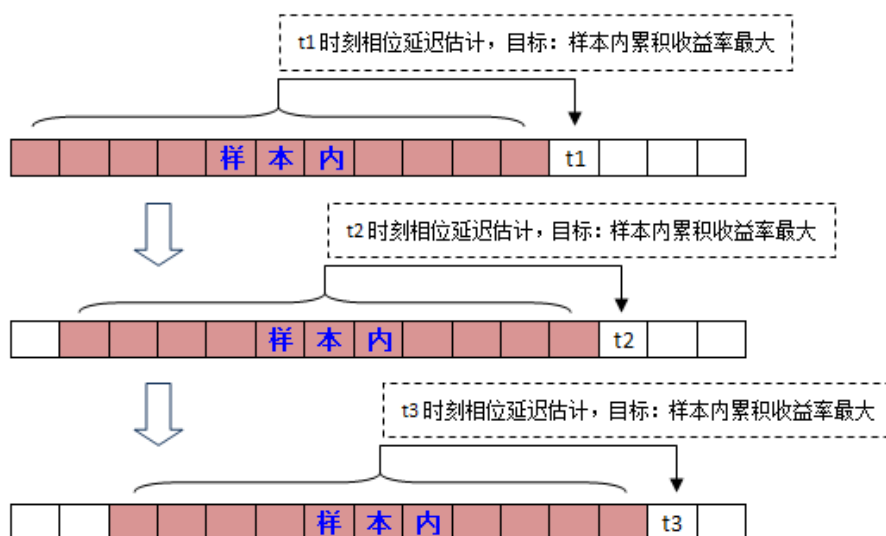 t1时刻相位延迟估计，目标：样本内累积收益率最大
样本内 t1
t2时刻相位延迟估计，目标：样本内累积收益率最大
样本内 t2
t3时刻相位延迟估计，目标：样本内累积收益率最大
样本内 t3